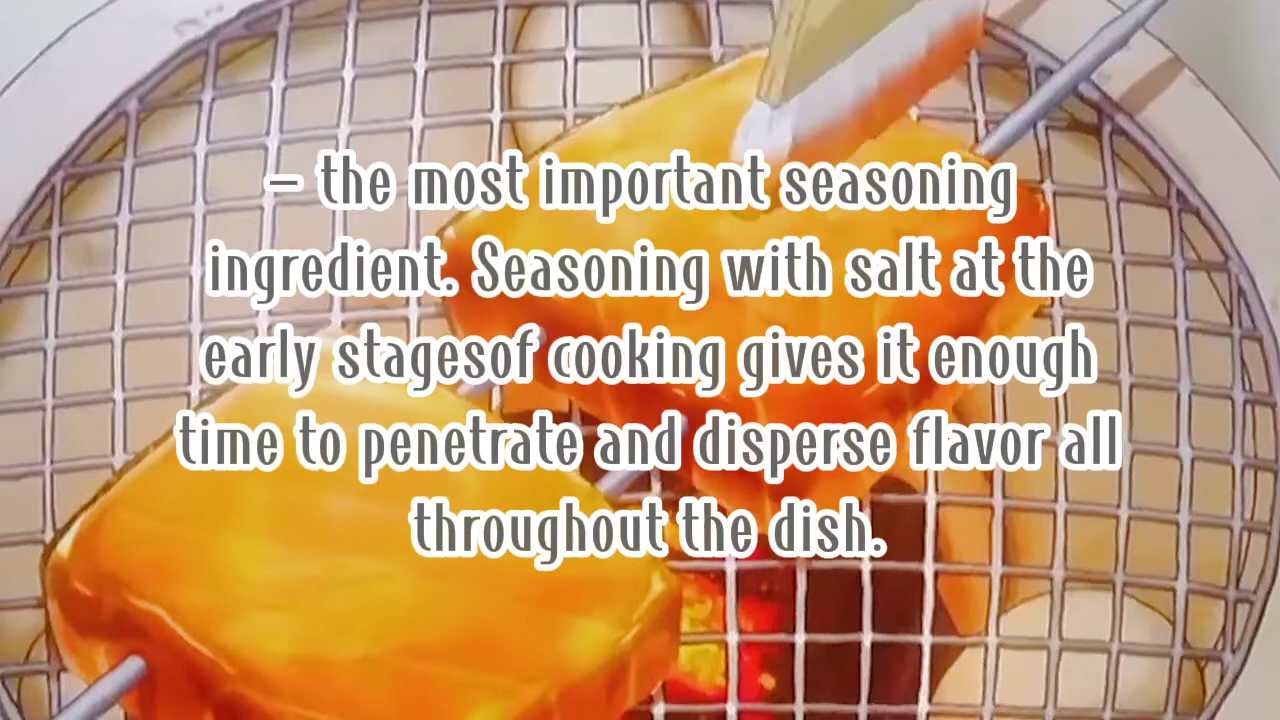 – the most important seasoning
ingredient. Seasoning with salt at the
early stagesof cooking gives it enough
time to penetrate and disperse flavor all
throughout the dish.